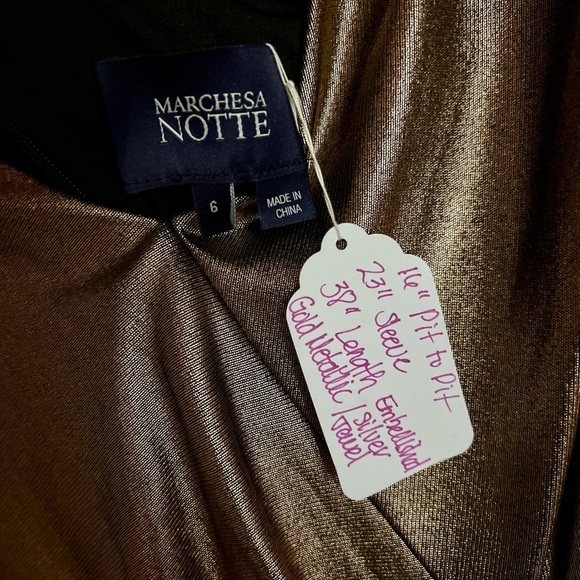 MARCHESA
NOTTE
6
MADE IN
CHINA
16" Pit to Pit
23" Sleeve
38" Length Embellished
Gold Metallic / silver
Jewel